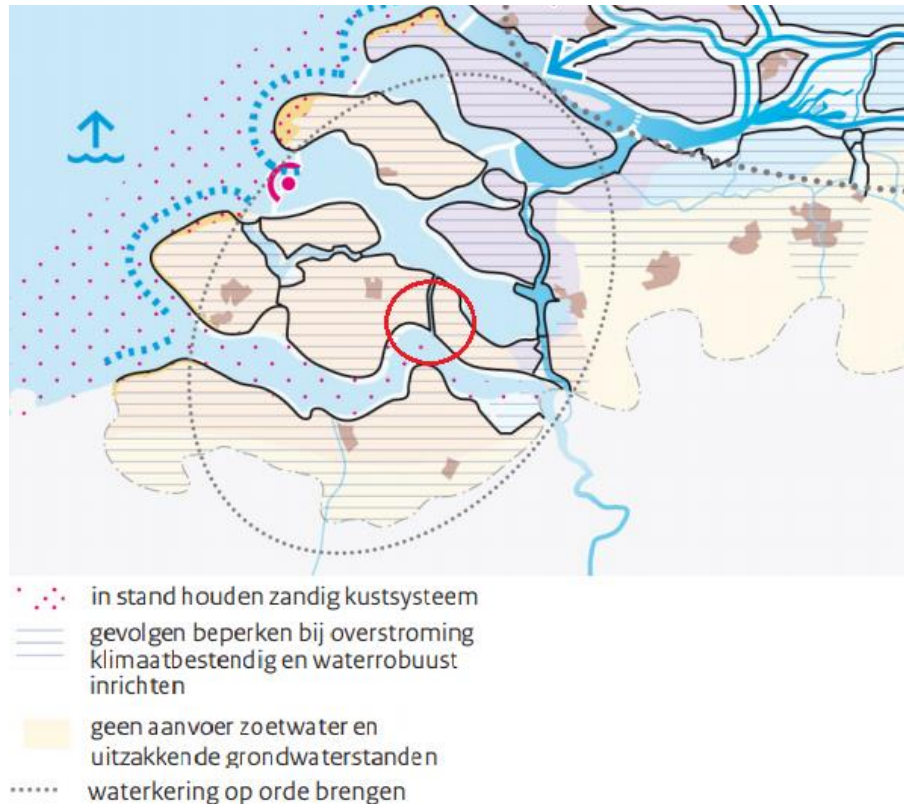 in stand houden zandig kustsysteem
gevolgen beperken bij overstroming
klimaatbestendig en waterrobuust
inrichten
geen aanvoer zoetwater en
uitzakkende grondwaterstanden
waterkering op orde brengen